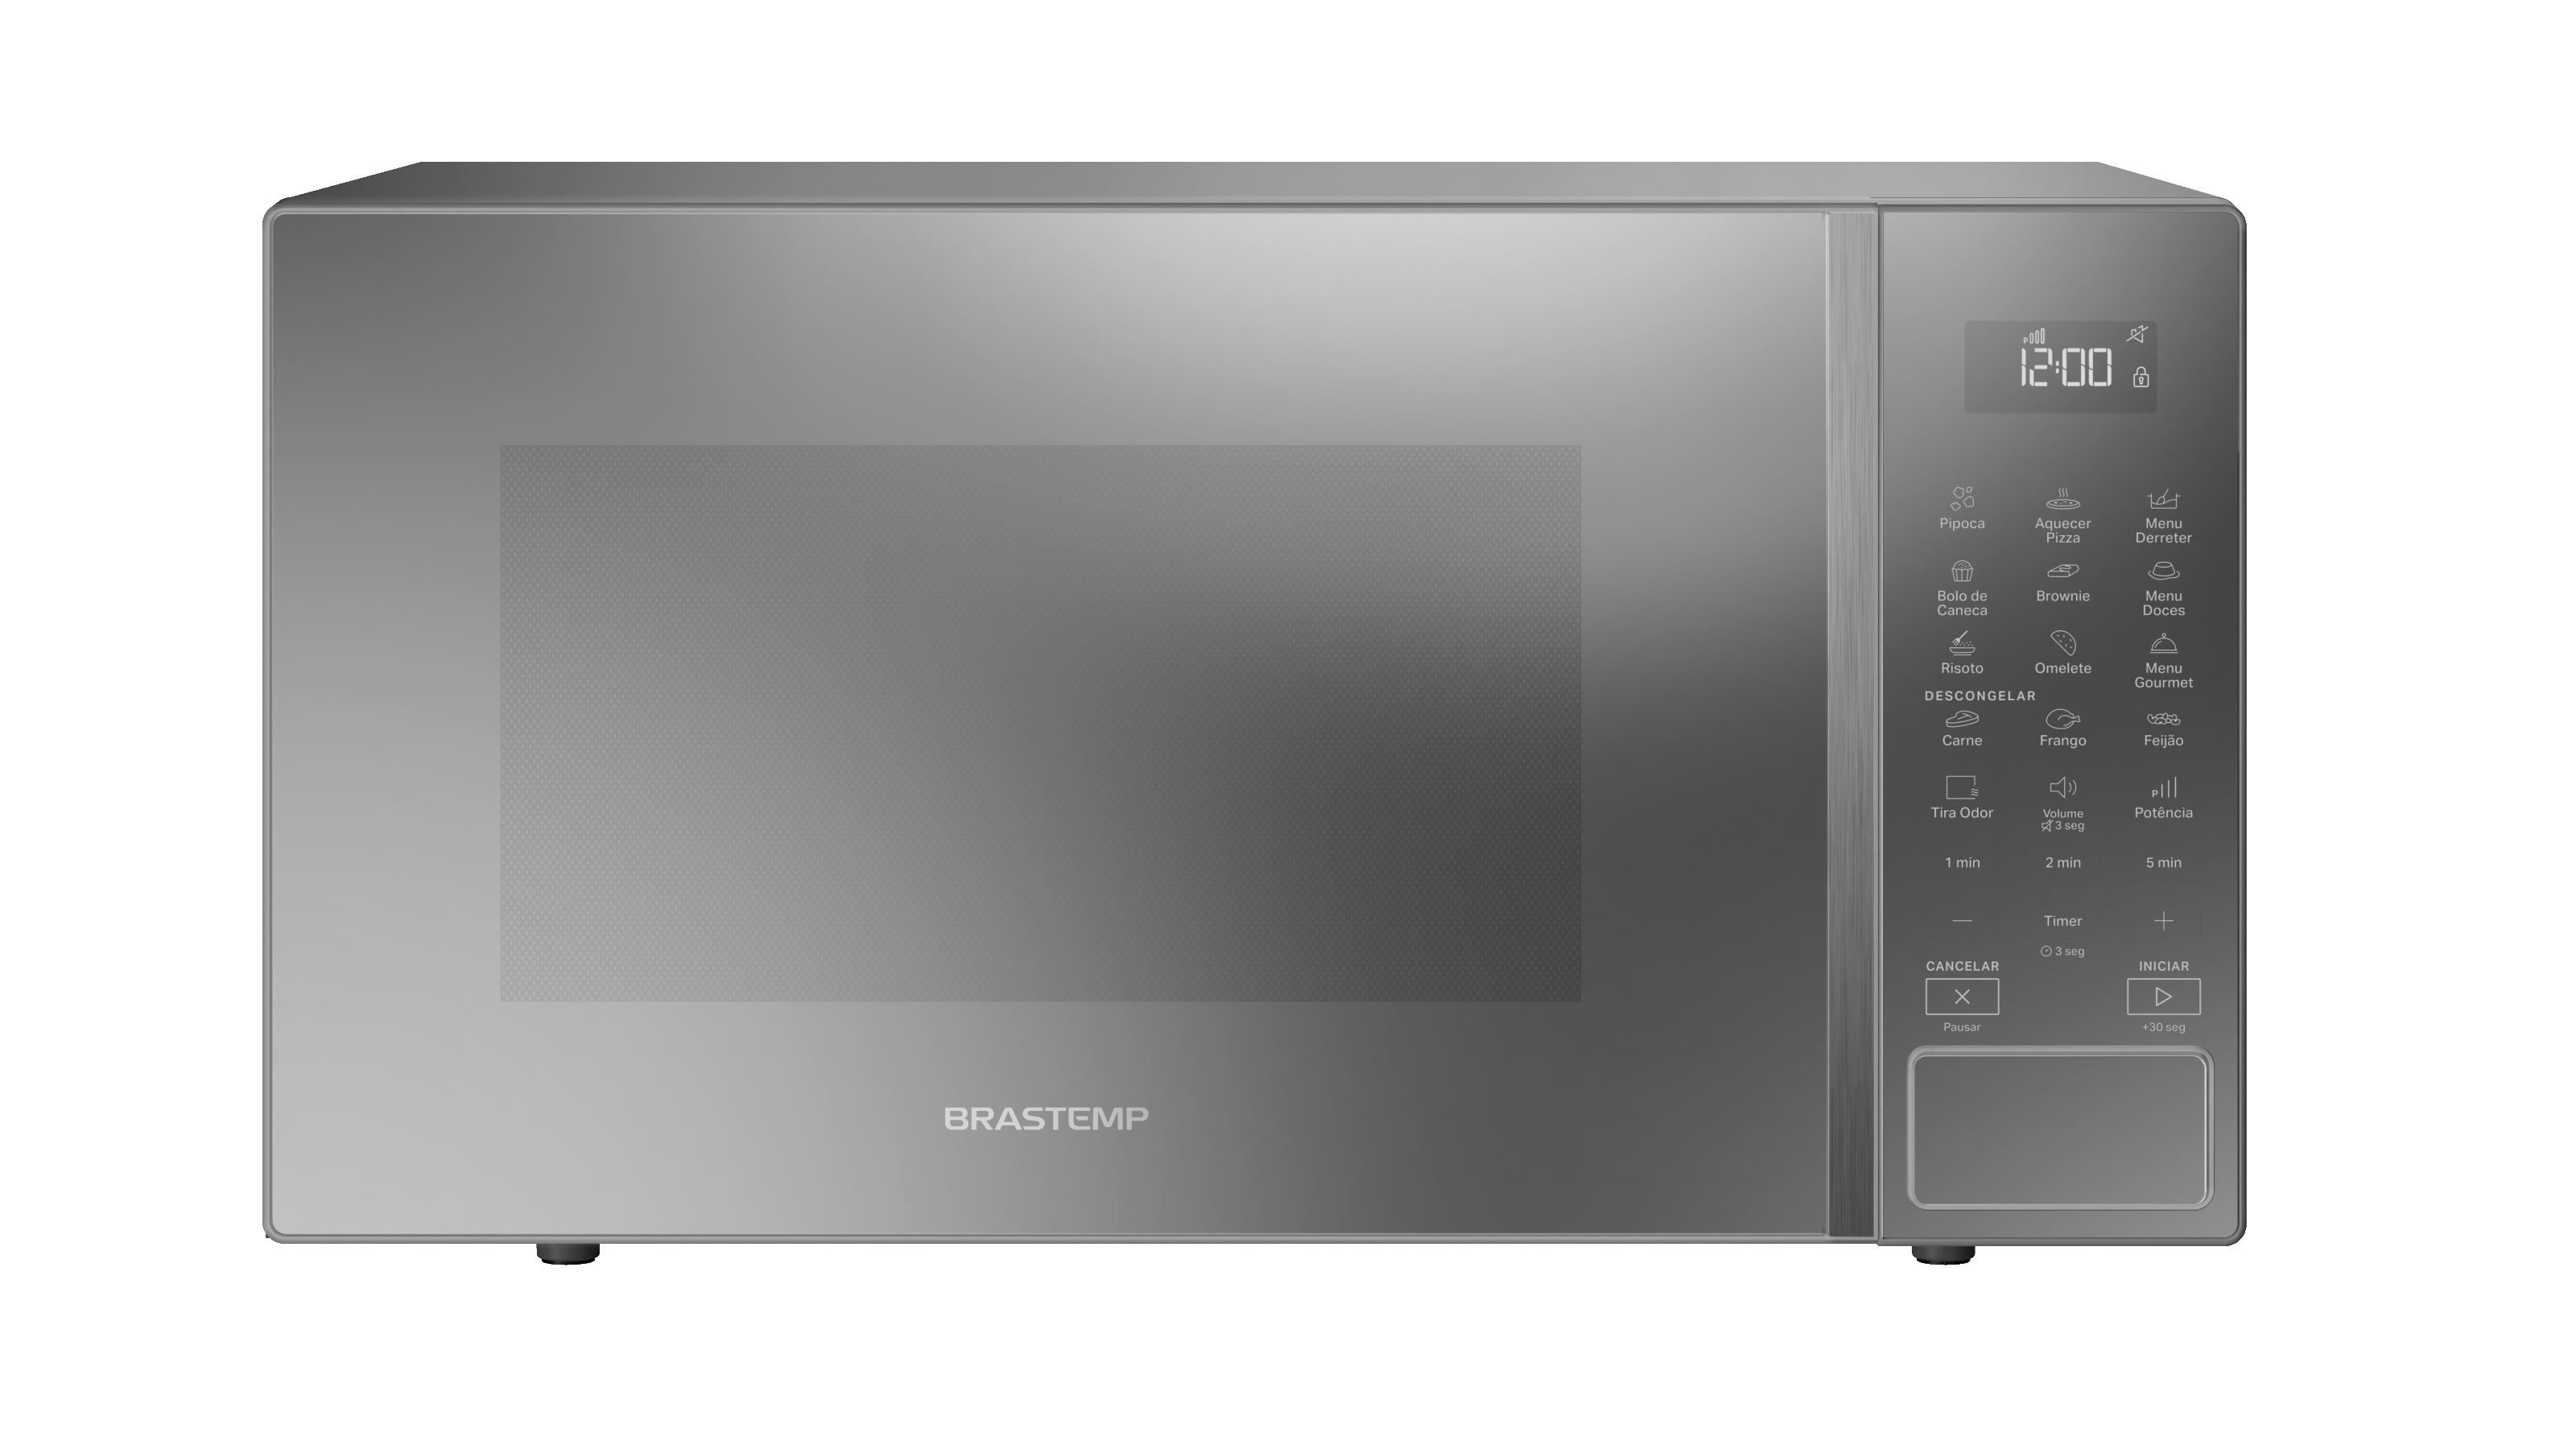 P
12:00
Pipoca
Aquecer
Pizza
Menu
Derreter
Bolo de
Caneca
Brownie
Menu
Doces
Risoto
Omelete
Menu
Gourmet
DESCONGELAR
Carne
Frango
Feijão
Tira Odor
Volume
3 seg
P
Potência
1 min
2 min
5 min
—
Timer
+
3 seg
CANCELAR
Pausar
INICIAR
+30 seg
BRASTEMP